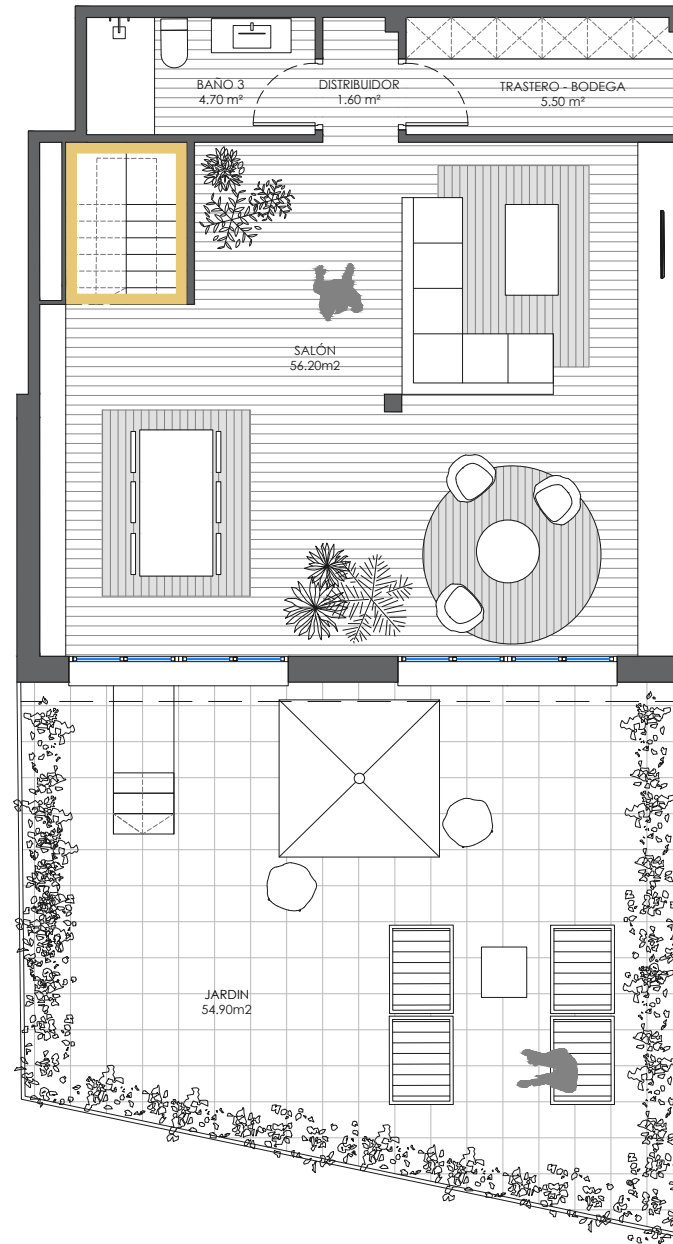 BAÑO 3
4.70 m²
DISTRIBUIDOR
1.60 m²
TRASTERO - BODEGA
5.50 m²
SALÓN
56.20m2
JARDIN
54.90m2